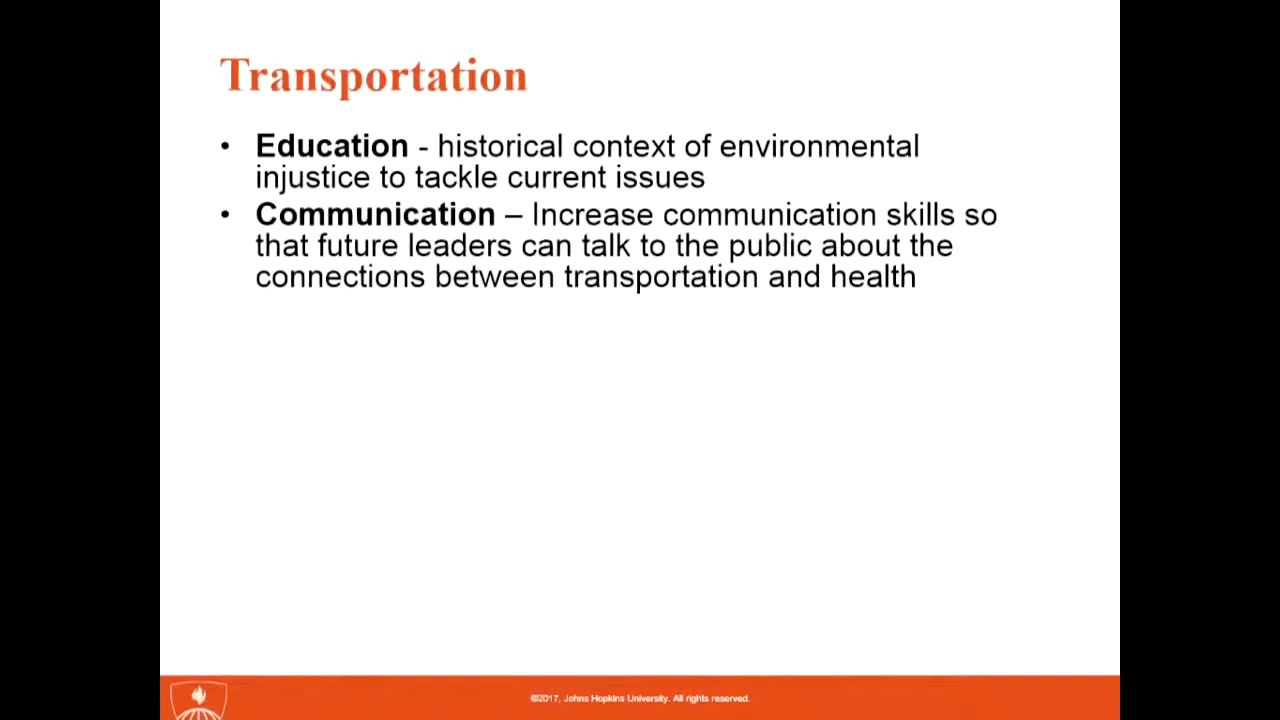 Transportation
• Education - historical context of environmental
injustice to tackle current issues
• Communication – Increase communication skills so
that future leaders can talk to the public about the
connections between transportation and health
©2017, Johns Hopkins University. All rights reserved.